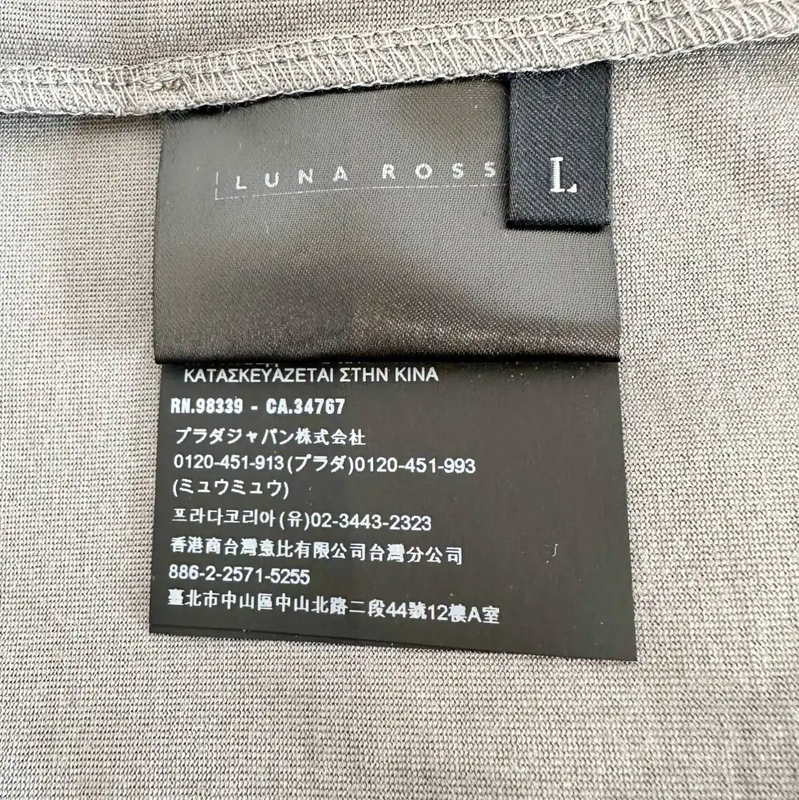 LUNA ROSS
L
ΚΑΤΑΣΚΕΥΑΖΕΤΑΙ ΣΤΗΝ ΚΙΝΑ
RN.98339 - CA.34767
プラダジャパン株式会社
0120-451-913(プラダ)0120-451-993
(ミュウミュウ)
프라다코리아(유)02-3443-2323
香港商台灣意比有限公司台灣分公司
886-2-2571-5255
臺北市中山區中山北路二段44號12樓A室